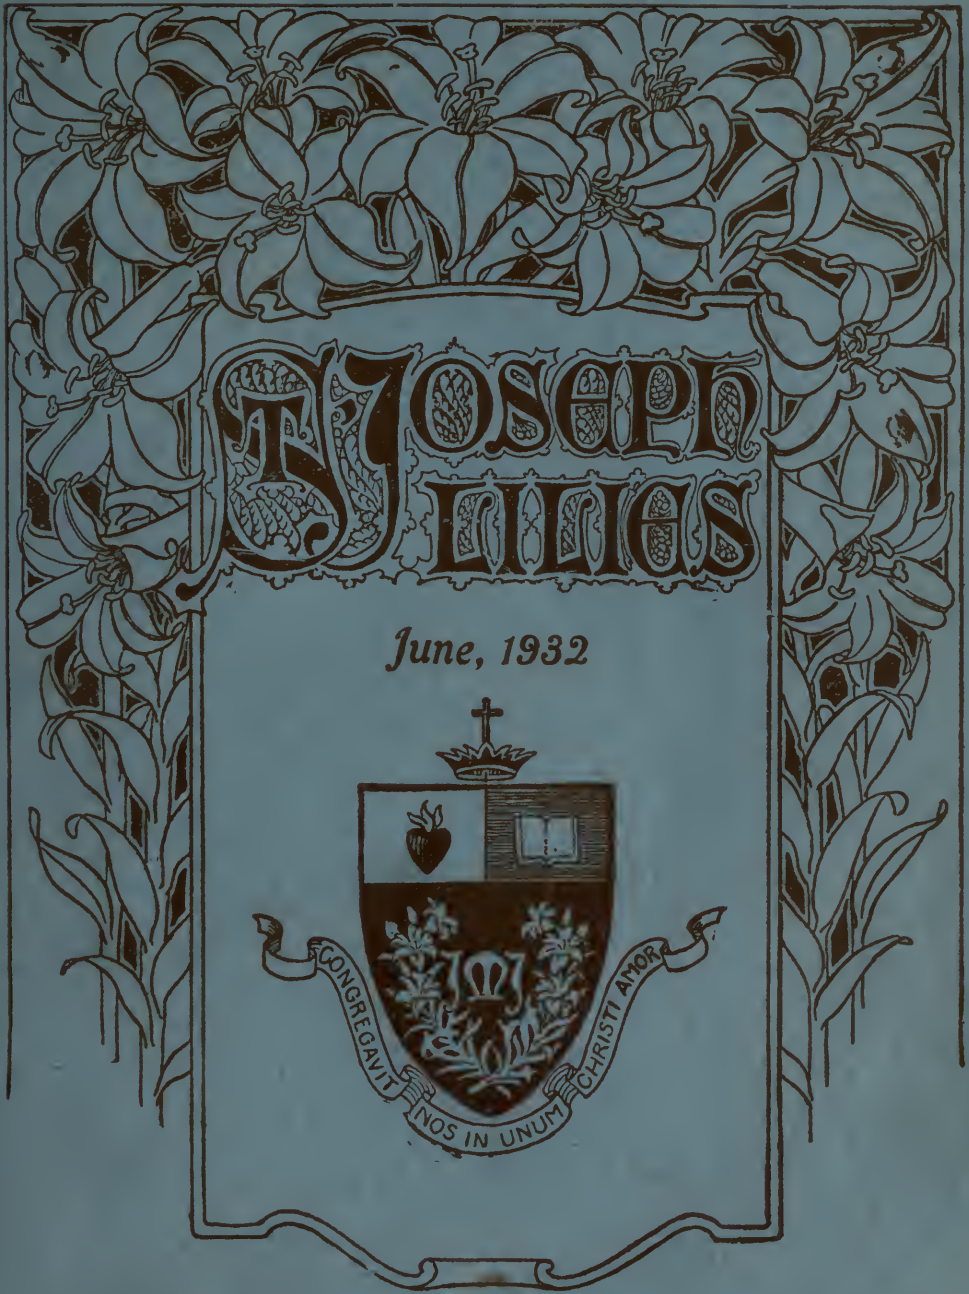 ST JOSEPH
LILIES
June, 1932
CONGREGAVIT
NOS IN UNUM
CHRISTI AMOR